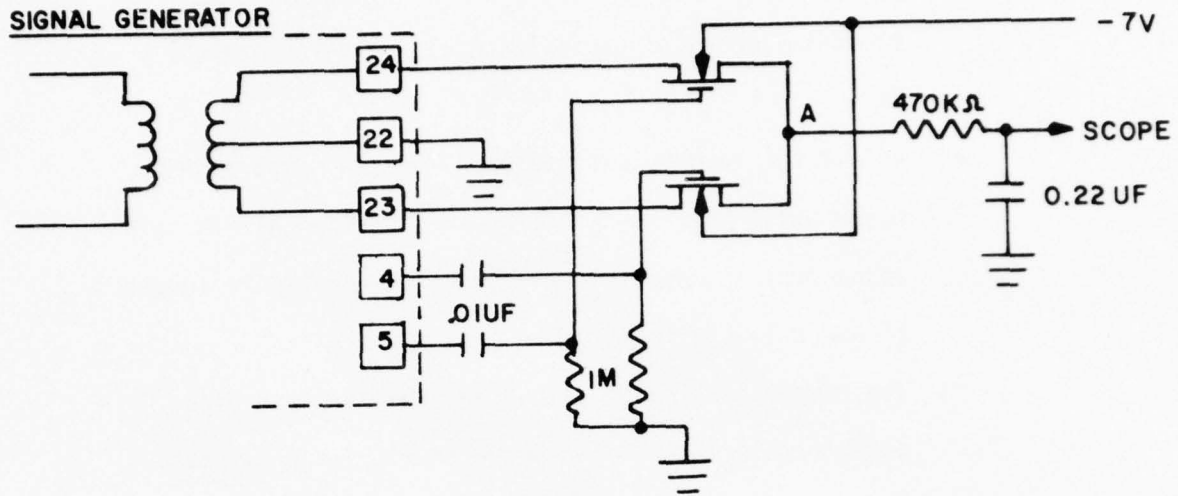 SIGNAL GENERATOR
24
-7V
470KΩ
A
22
SCOPE
23
0.22 UF
4
.01UF
5
1M